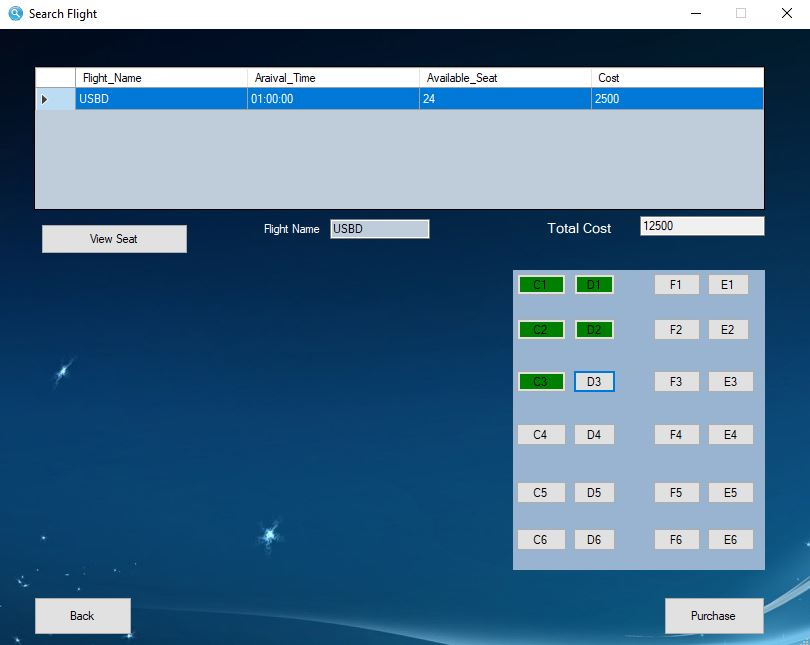 Search Flight
Flight_Name Araival_Time Available_Seat Cost
USBD 01:00:00 24 2500
View Seat Flight Name USBD Total Cost 12500
C1 D1 F1 E1
C2 D2 F2 E2
C3 D3 F3 E3
C4 D4 F4 E4
C5 D5 F5 E5
C6 D6 F6 E6
Back Purchase